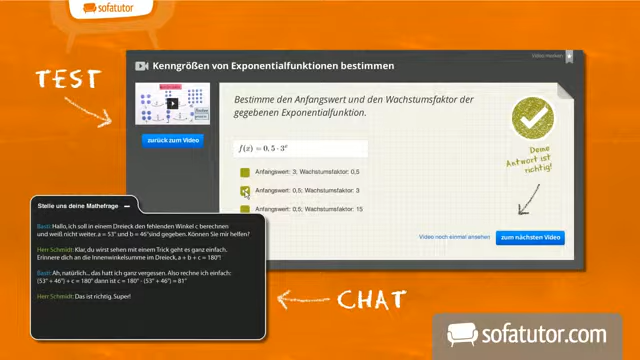 sofatutor
Video merken
Kenngrößen von Exponentialfunktionen bestimmen
TEST
Bestimme den Anfangswert und den Wachstumsfaktor der
gegebenen Exponentialfunktion.
zurück zum Video
f(x) = 0,5 · 3ˣ
Deine
Antwort ist
richtig!
Anfangswert: 3; Wachstumsfaktor: 0,5
Anfangswert: 0,5; Wachstumsfaktor: 3
Anfangswert: 0,5; Wachstumsfaktor: 15
Video noch einmal ansehen
zum nächsten Video
Stelle uns deine Mathefrage
Basti: Hallo, ich soll in einem Dreieck den fehlenden Winkel c berechnen
und weiß nicht weiter. a = 53° und b = 46° sind gegeben. Können Sie mir helfen?
Herr Schmidt: Klar, du wirst sehen mit einem Trick geht es ganz einfach.
Erinnere dich an die Innenwinkelsumme im Dreieck, a + b + c = 180°!
Basti: Ah, natürlich... das hatt ich ganz vergessen. Also rechne ich einfach:
(53° + 46°) + c = 180° dann ist c = 180° - (53° + 46°) = 81°
Herr Schmidt: Das ist richtig. Super!
CHAT
sofatutor.com